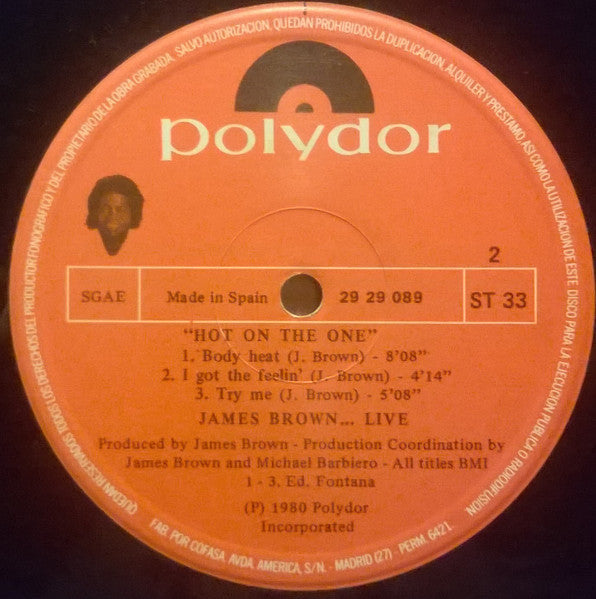 QUEDAN RESERVADOS TODOS LOS DERECHOS DEL PRODUCTOR FONOGRAFICO Y DEL PROPIETARIO DE LA OBRA GRABADA. SALVO AUTORIZACION, QUEDAN PROHIBIDOS LA DUPLICACION, ALQUILER Y PRESTAMO, ASI COMO LA UTILIZACION DE ESTE DISCO PARA LA EJECUCION PUBLICA O RADIODIFUSION.
polydor
2
SGAE
Made in Spain
29 29 089
ST 33
"HOT ON THE ONE"
1. Body heat (J. Brown) - 8'08"
2. I got the feelin' (J. Brown) - 4'14"
3. Try me (J. Brown) - 5'08"
JAMES BROWN... LIVE
Produced by James Brown - Production Coordination by
James Brown and Michael Barbiero - All titles BMI
1 - 3. Ed. Fontana
(P) 1980 Polydor
Incorporated
FAB. POR COFASA. AVDA. AMERICA, S/N. - MADRID (27) - PERM. 6421